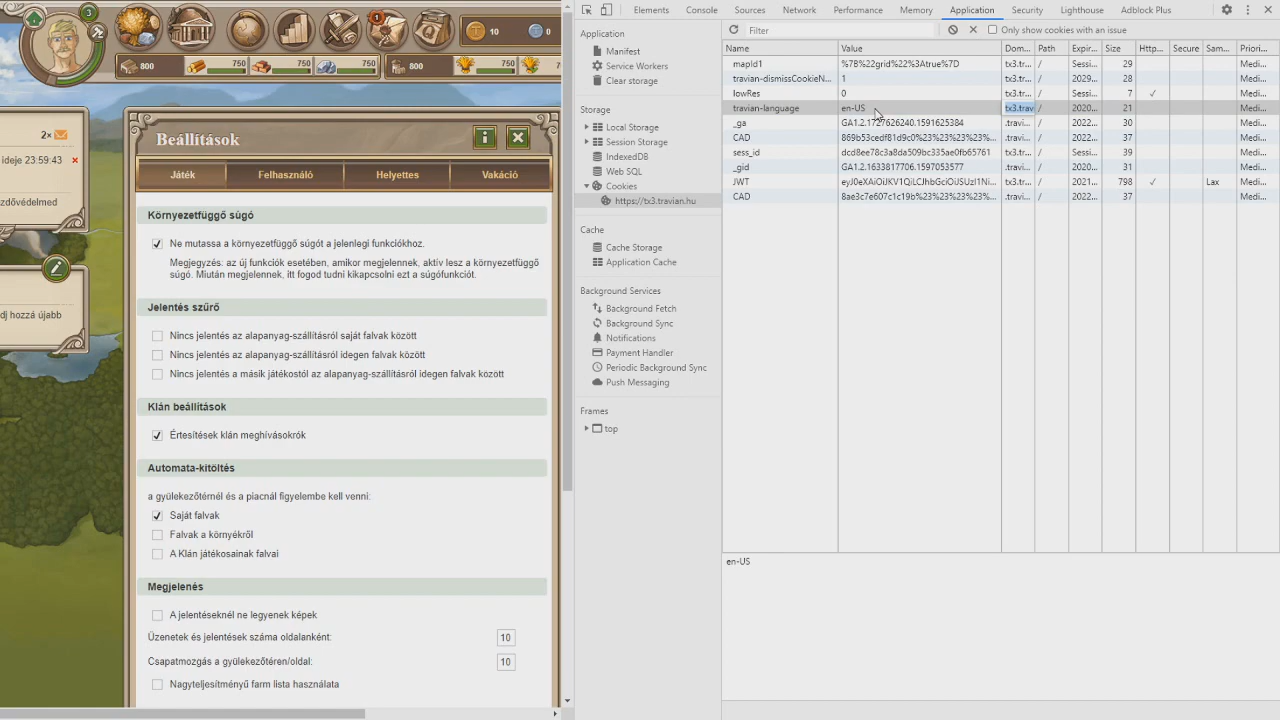 3
1
10
0
800
750
750
750
800
750
7
2×
ideje 23:59:43
zdővédelmed
dj hozzá újabb
Beállítások
Játék
Felhasználó
Helyettes
Vakáció
Környezetfüggő súgó
Ne mutassa a környezetfüggő súgót a jelenlegi funkciókhoz.
Megjegyzés: az új funkciók esetében, amikor megjelennek, aktív lesz a környezetfüggő
súgó. Miután megjelennek, itt fogod tudni kikapcsolni ezt a súgófunkciót.
Jelentés szűrő
Nincs jelentés az alapanyag-szállításról saját falvak között
Nincs jelentés az alapanyag-szállításról idegen falvak között
Nincs jelentés a másik játékostól az alapanyag-szállításról idegen falvak között
Klán beállítások
Értesítések klán meghívásokrók
Automata-kitöltés
a gyülekezőtérnél és a piacnál figyelembe kell venni:
Saját falvak
Falvak a környékről
A Klán játékosainak falvai
Megjelenés
A jelentéseknél ne legyenek képek
Üzenetek és jelentések száma oldalanként:
10
Csapatmozgás a gyülekezőtéren/oldal:
10
Nagyteljesítményű farm lista használata
Elements Console Sources Network Performance Memory Application Security Lighthouse Adblock Plus
Application
Manifest
Service Workers
Clear storage
Storage
Local Storage
Session Storage
IndexedDB
Web SQL
Cookies
https://tx3.travian.hu
Cache
Cache Storage
Application Cache
Background Services
Background Fetch
Background Sync
Notifications
Payment Handler
Periodic Background Sync
Push Messaging
Frames
top
Filter
Only show cookies with an issue
Name Value Dom... Path Expir... Size Http... Secure Sam... Priori...
mapId1 %7B%22grid%22%3Atrue%7D tx3.tr... / Sessi... 29 Medi...
travian-dismissCookieN... 1 tx3.tr... / 2029... 28 Medi...
lowRes 0 tx3.tr... / Sessi... 7 ✓ Medi...
travian-language en-US tx3.trav / 2020... 21 Medi...
_ga GA1.2.1727626240.1591625384 .travi... / 2022... 30 Medi...
CAD 869b53cedf81d9c0%23%23%23%23%... .travi... / 2022... 37 Medi...
sess_id dcd8ee78c3a8da509bc335ae0fb65761 tx3.tr... / Sessi... 39 Medi...
_gid GA1.2.1633817706.1597053577 .travi... / 2020... 31 Medi...
JWT tx3.tr... / 2021... 798 ✓ Lax Medi...
CAD 8ae3c7e607c1c19b%23%23%23%23%... .travi... / 2022... 37 Medi...
en-US